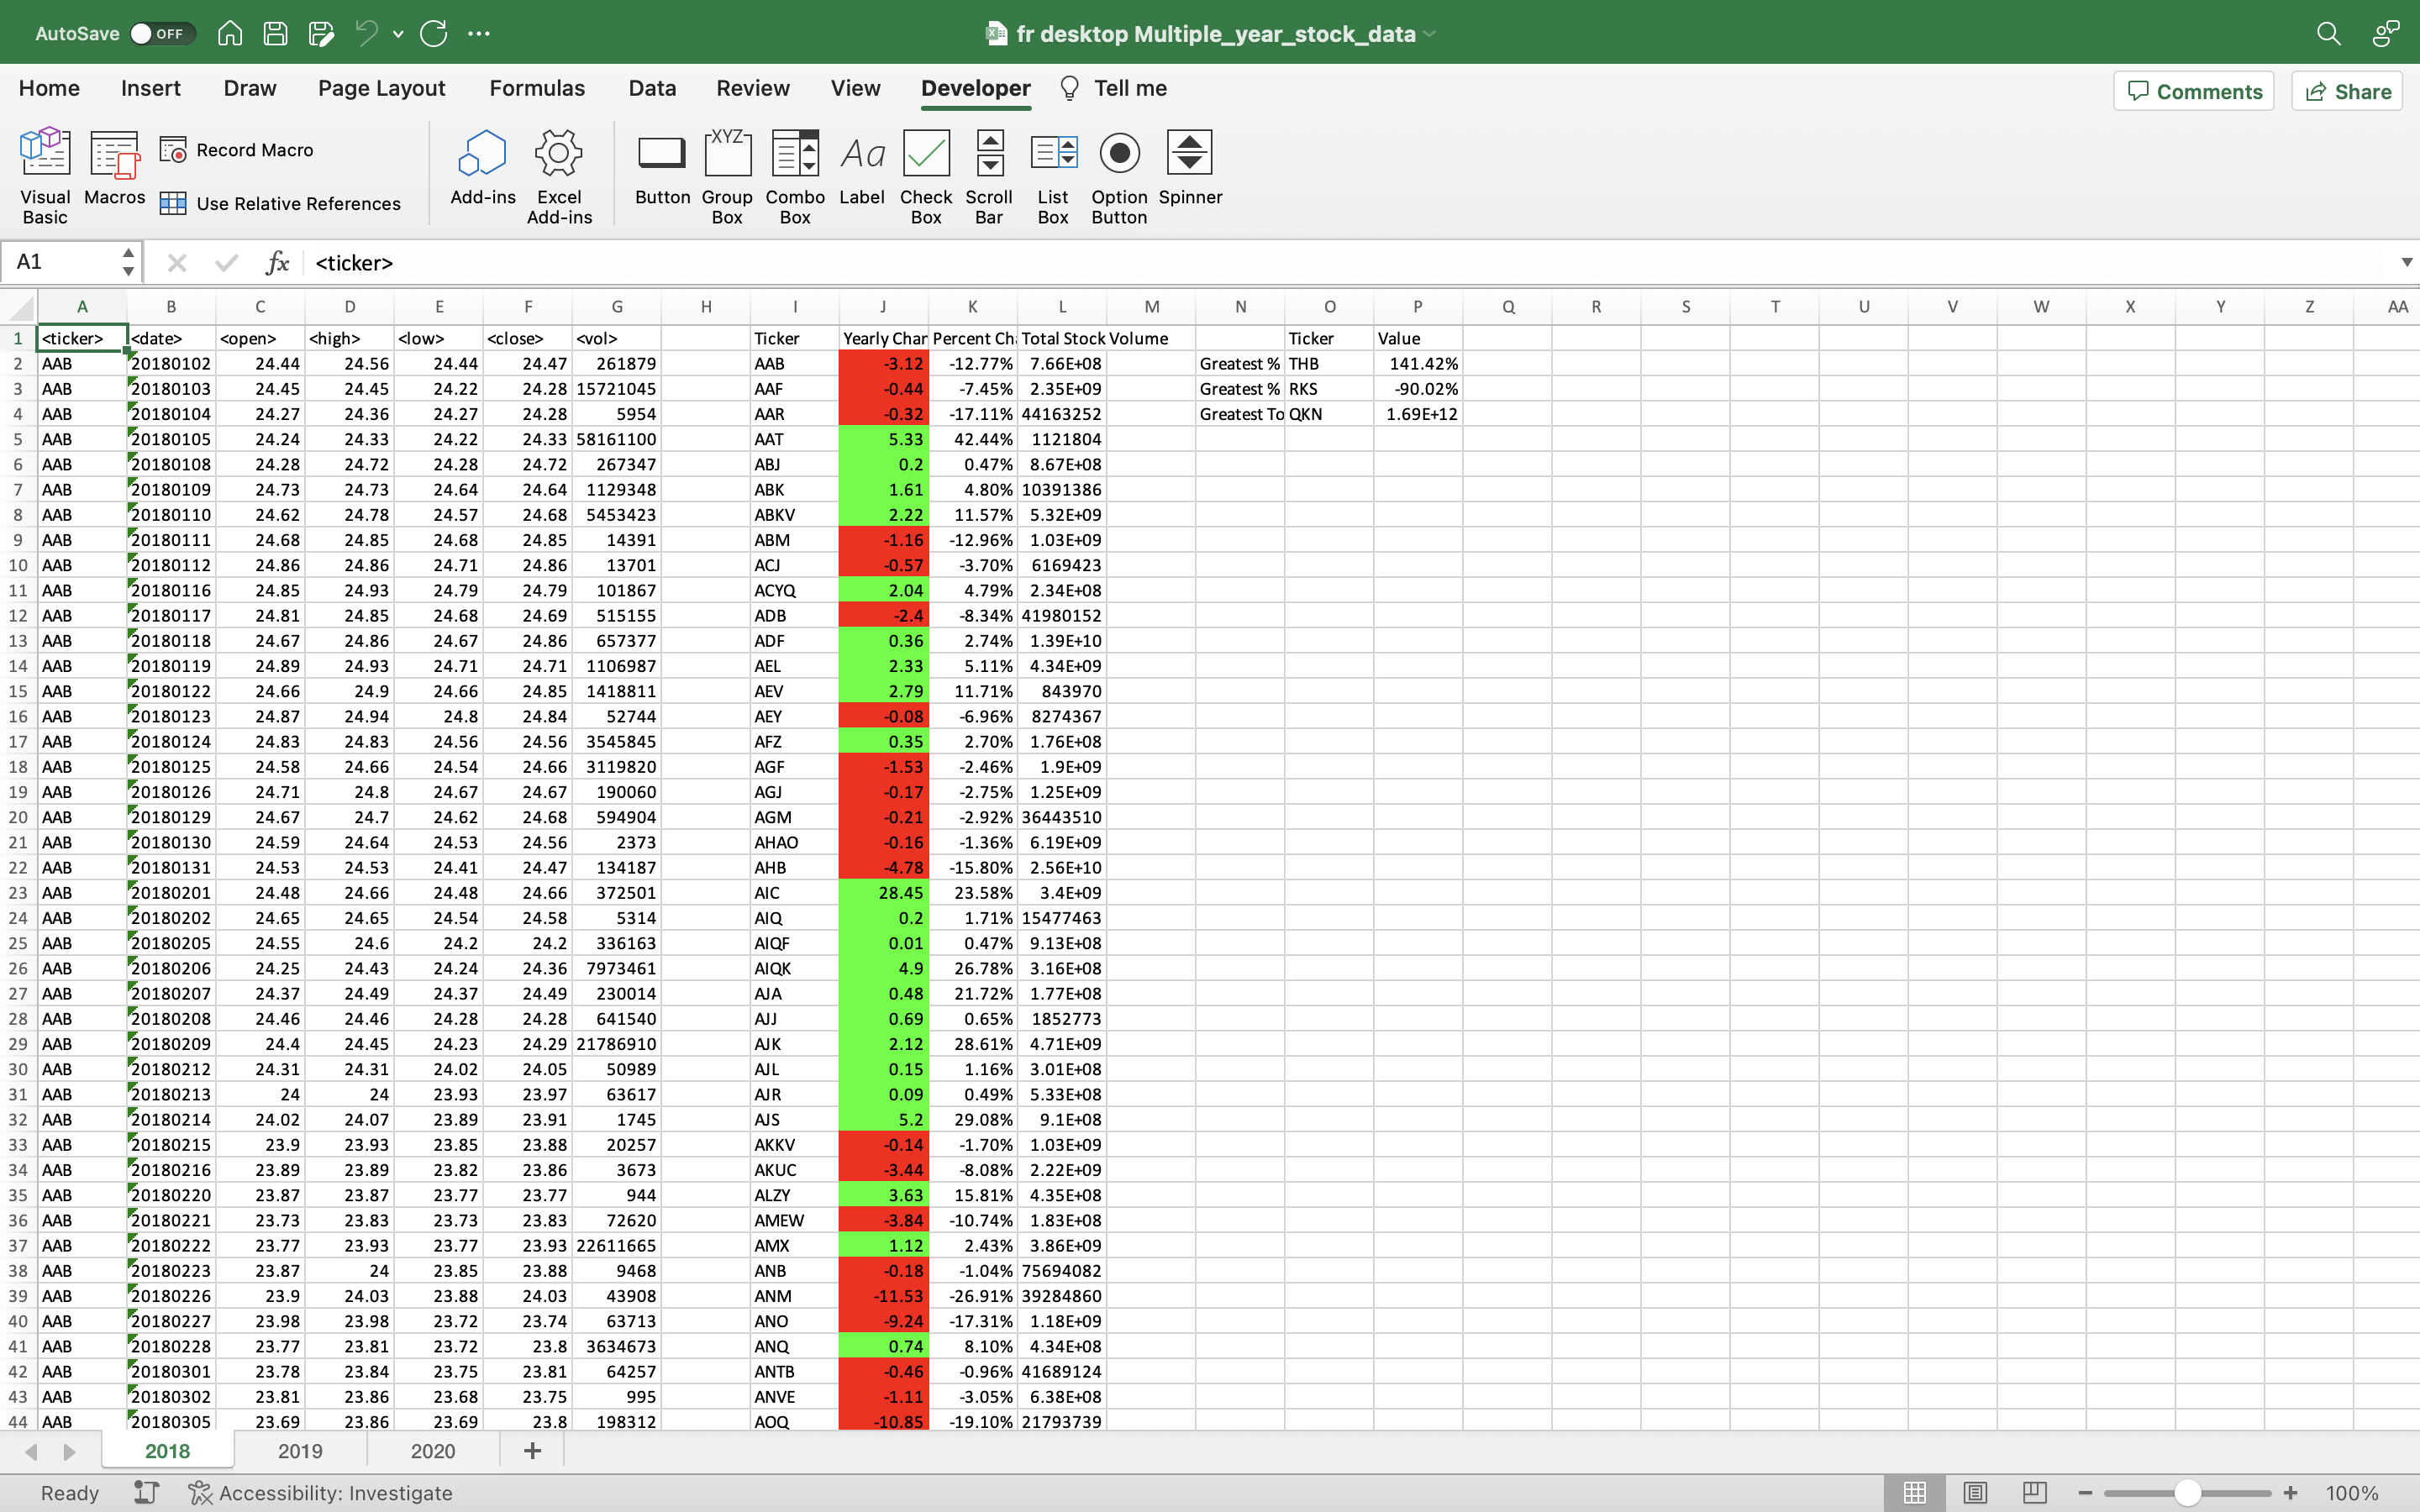 AutoSave OFF fr desktop Multiple_year_stock_data
Home Insert Draw Page Layout Formulas Data Review View Developer Tell me Comments Share
Visual Basic Macros Record Macro Use Relative References Add-ins Excel Add-ins Button XYZ Group Box Combo Box Aa Label Check Box Scroll Bar List Box Option Button Spinner
A1 fx <ticker>
A B C D E F G H I J K L M N O P Q R S T U V W X Y Z AA
1 <ticker> <date> <open> <high> <low> <close> <vol> Ticker Yearly Char Percent Ch Total Stock Volume Ticker Value
2 AAB 20180102 24.44 24.56 24.44 24.47 261879 AAB -3.12 -12.77% 7.66E+08 Greatest % THB 141.42%
3 AAB 20180103 24.45 24.45 24.22 24.28 15721045 AAF -0.44 -7.45% 2.35E+09 Greatest % RKS -90.02%
4 AAB 20180104 24.27 24.36 24.27 24.28 5954 AAR -0.32 -17.11% 44163252 Greatest To QKN 1.69E+12
5 AAB 20180105 24.24 24.33 24.22 24.33 58161100 AAT 5.33 42.44% 1121804
6 AAB 20180108 24.28 24.72 24.28 24.72 267347 ABJ 0.2 0.47% 8.67E+08
7 AAB 20180109 24.73 24.73 24.64 24.64 1129348 ABK 1.61 4.80% 10391386
8 AAB 20180110 24.62 24.78 24.57 24.68 5453423 ABKV 2.22 11.57% 5.32E+09
9 AAB 20180111 24.68 24.85 24.68 24.85 14391 ABM -1.16 -12.96% 1.03E+09
10 AAB 20180112 24.86 24.86 24.71 24.86 13701 ACJ -0.57 -3.70% 6169423
11 AAB 20180116 24.85 24.93 24.79 24.79 101867 ACYQ 2.04 4.79% 2.34E+08
12 AAB 20180117 24.81 24.85 24.68 24.69 515155 ADB -2.4 -8.34% 41980152
13 AAB 20180118 24.67 24.86 24.67 24.86 657377 ADF 0.36 2.74% 1.39E+10
14 AAB 20180119 24.89 24.93 24.71 24.71 1106987 AEL 2.33 5.11% 4.34E+09
15 AAB 20180122 24.66 24.9 24.66 24.85 1418811 AEV 2.79 11.71% 843970
16 AAB 20180123 24.87 24.94 24.8 24.84 52744 AEY -0.08 -6.96% 8274367
17 AAB 20180124 24.83 24.83 24.56 24.56 3545845 AFZ 0.35 2.70% 1.76E+08
18 AAB 20180125 24.58 24.66 24.54 24.66 3119820 AGF -1.53 -2.46% 1.9E+09
19 AAB 20180126 24.71 24.8 24.67 24.67 190060 AGJ -0.17 -2.75% 1.25E+09
20 AAB 20180129 24.67 24.7 24.62 24.68 594904 AGM -0.21 -2.92% 36443510
21 AAB 20180130 24.59 24.64 24.53 24.56 2373 AHAO -0.16 -1.36% 6.19E+09
22 AAB 20180131 24.53 24.53 24.41 24.47 134187 AHB -4.78 -15.80% 2.56E+10
23 AAB 20180201 24.48 24.66 24.48 24.66 372501 AIC 28.45 23.58% 3.4E+09
24 AAB 20180202 24.65 24.65 24.54 24.58 5314 AIQ 0.2 1.71% 15477463
25 AAB 20180205 24.55 24.6 24.2 24.2 336163 AIQF 0.01 0.47% 9.13E+08
26 AAB 20180206 24.25 24.43 24.24 24.36 7973461 AIQK 4.9 26.78% 3.16E+08
27 AAB 20180207 24.37 24.49 24.37 24.49 230014 AJA 0.48 21.72% 1.77E+08
28 AAB 20180208 24.46 24.46 24.28 24.28 641540 AJJ 0.69 0.65% 1852773
29 AAB 20180209 24.4 24.45 24.23 24.29 21786910 AJK 2.12 28.61% 4.71E+09
30 AAB 20180212 24.31 24.31 24.02 24.05 50989 AJL 0.15 1.16% 3.01E+08
31 AAB 20180213 24 24 23.93 23.97 63617 AJR 0.09 0.49% 5.33E+08
32 AAB 20180214 24.02 24.07 23.89 23.91 1745 AJS 5.2 29.08% 9.1E+08
33 AAB 20180215 23.9 23.93 23.85 23.88 20257 AKKV -0.14 -1.70% 1.03E+09
34 AAB 20180216 23.89 23.89 23.82 23.86 3673 AKUC -3.44 -8.08% 2.22E+09
35 AAB 20180220 23.87 23.87 23.77 23.77 944 ALZY 3.63 15.81% 4.35E+08
36 AAB 20180221 23.73 23.83 23.73 23.83 72620 AMEW -3.84 -10.74% 1.83E+08
37 AAB 20180222 23.77 23.93 23.77 23.93 22611665 AMX 1.12 2.43% 3.86E+09
38 AAB 20180223 23.87 24 23.85 23.88 9468 ANB -0.18 -1.04% 75694082
39 AAB 20180226 23.9 24.03 23.88 24.03 43908 ANM -11.53 -26.91% 39284860
40 AAB 20180227 23.98 23.98 23.72 23.74 63713 ANO -9.24 -17.31% 1.18E+09
41 AAB 20180228 23.77 23.81 23.72 23.8 3634673 ANQ 0.74 8.10% 4.34E+08
42 AAB 20180301 23.78 23.84 23.75 23.81 64257 ANTB -0.46 -0.96% 41689124
43 AAB 20180302 23.81 23.86 23.68 23.75 995 ANVE -1.11 -3.05% 6.38E+08
44 AAB 20180305 23.69 23.86 23.69 23.8 198312 AOQ -10.85 -19.10% 21793739
2018 2019 2020 +
Ready Accessibility: Investigate 100%